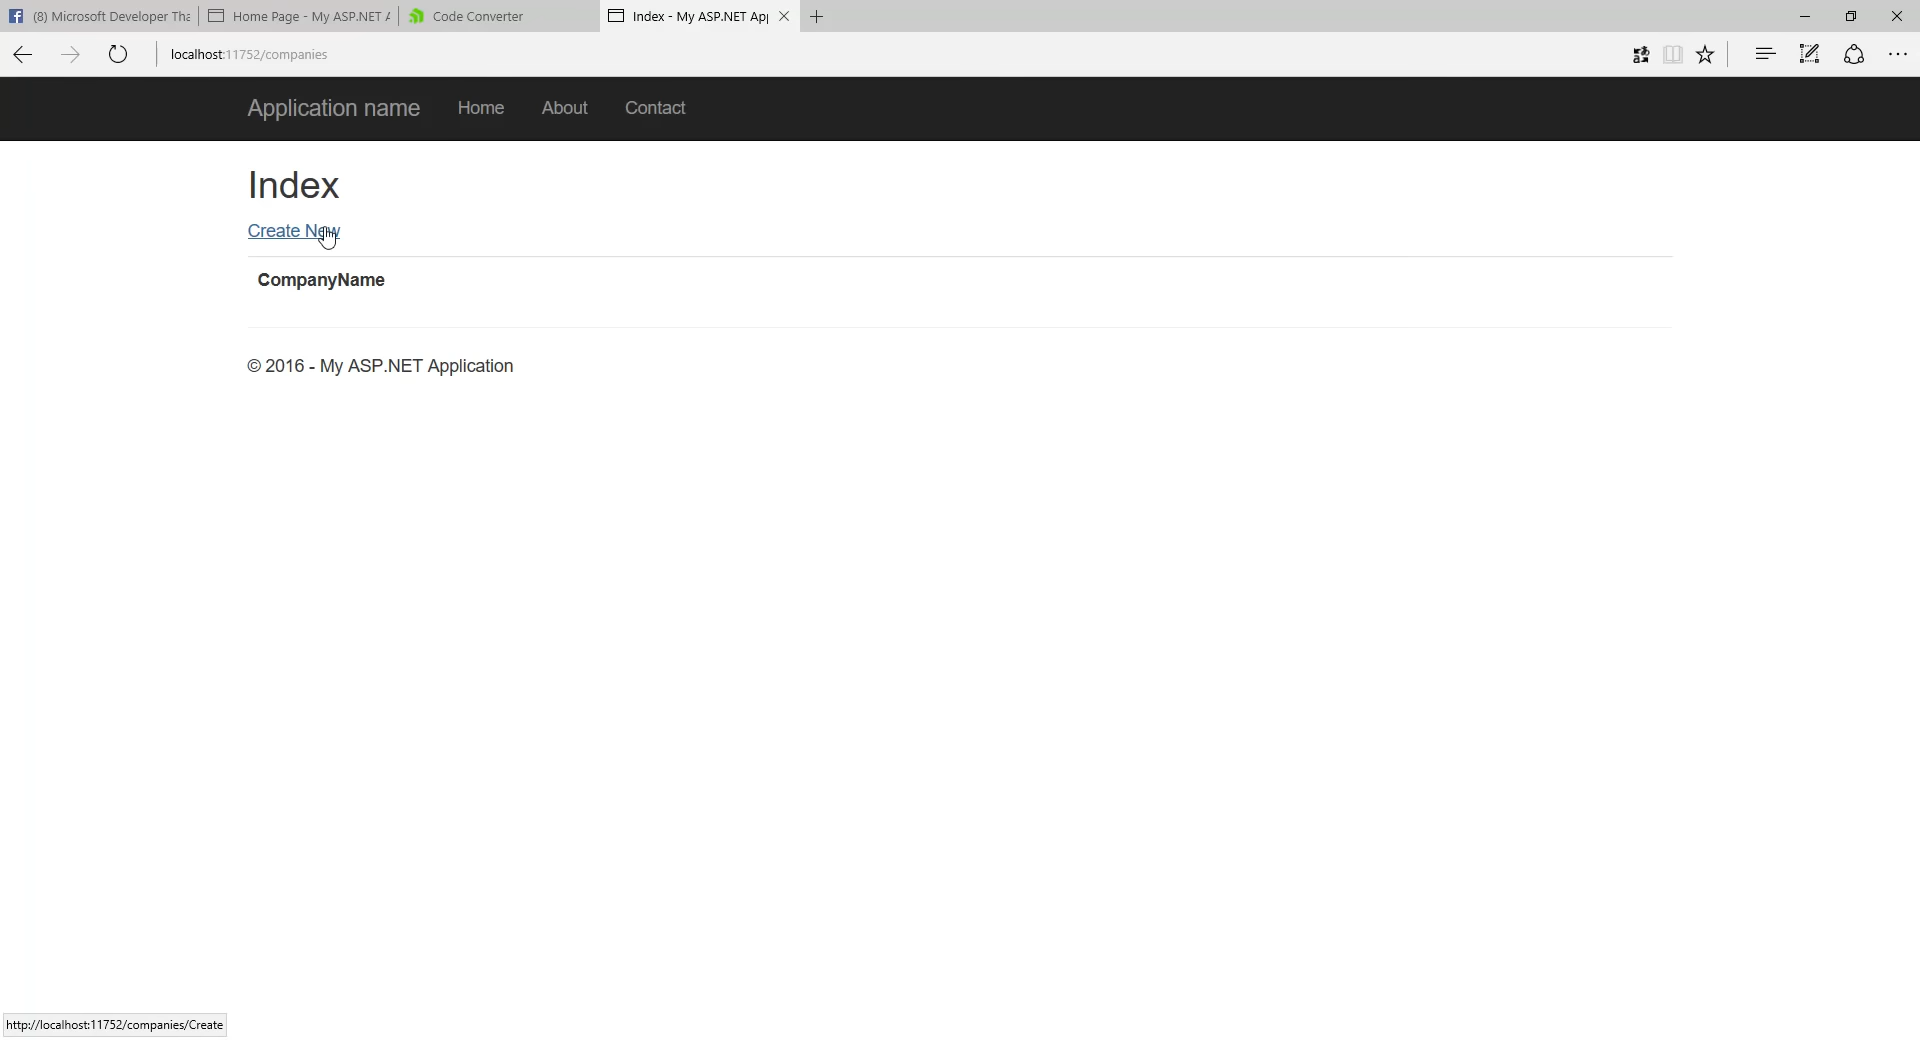 (8) Microsoft Developer Tha
Home Page - My ASP.NET A
Code Converter
Index - My ASP.NET App
localhost:11752/companies
Application name
Home
About
Contact
Index
Create New
CompanyName
© 2016 - My ASP.NET Application
http://localhost:11752/companies/Create